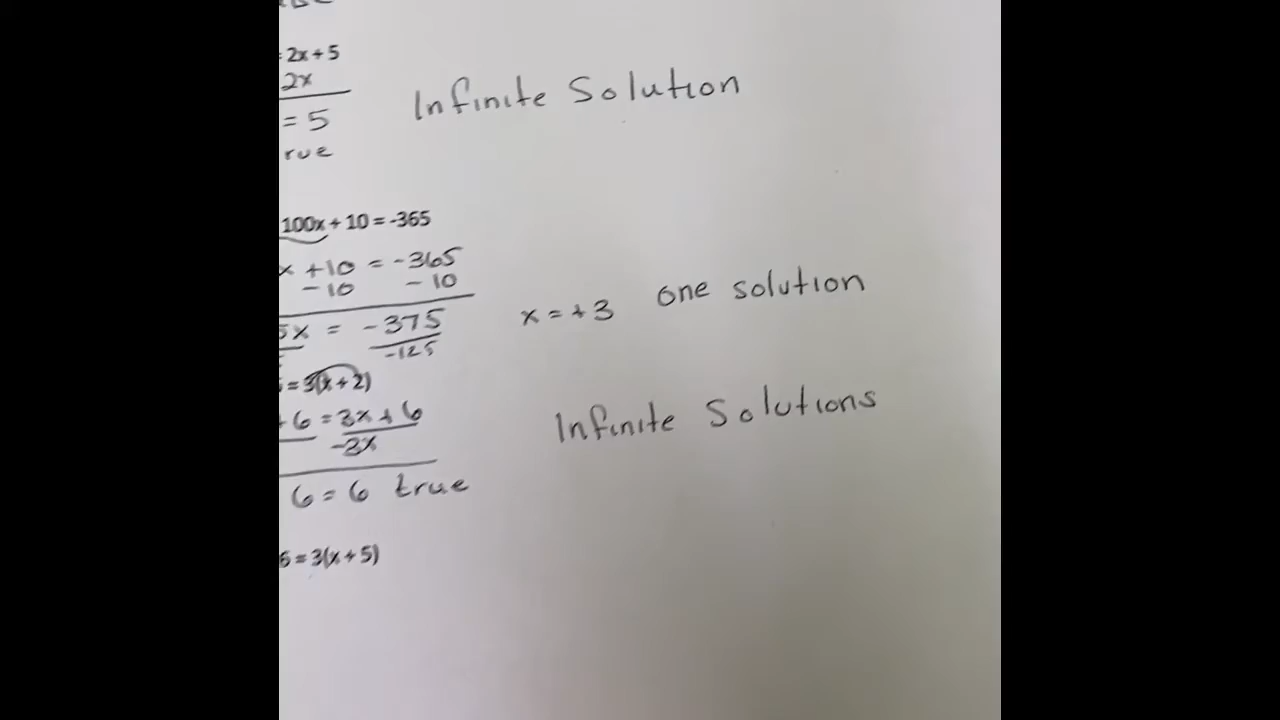 = 2x + 5
2x
= 5
rue
Infinite Solution
100x + 10 = -365
x +10 = -365
-10 -10
5x = -375
-125
x = +3 one solution
= 3(x + 2)
+ 6 = 3x + 6
-3x
6 = 6 true
Infinite Solutions
6 = 3(x + 5)